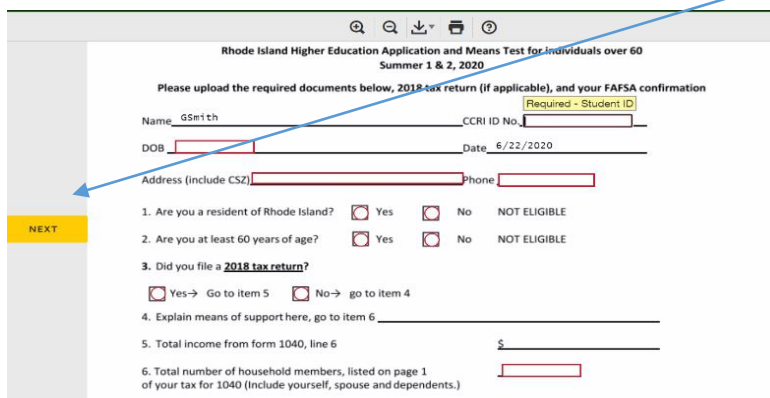 Rhode Island Higher Education Application and Means Test for individuals over 60
Summer 1 & 2, 2020
Please upload the required documents below, 2018 tax return (if applicable), and your FAFSA confirmation
Required - Student ID
Name GSmith CCRI ID No.
DOB Date 6/22/2020
Address (include CSZ) Phone
1. Are you a resident of Rhode Island? Yes No NOT ELIGIBLE
NEXT
2. Are you at least 60 years of age? Yes No NOT ELIGIBLE
3. Did you file a 2018 tax return?
Yes→ Go to item 5 No→ go to item 4
4. Explain means of support here, go to item 6
5. Total income from form 1040, line 6 $
6. Total number of household members, listed on page 1
of your tax for 1040 (Include yourself, spouse and dependents.)